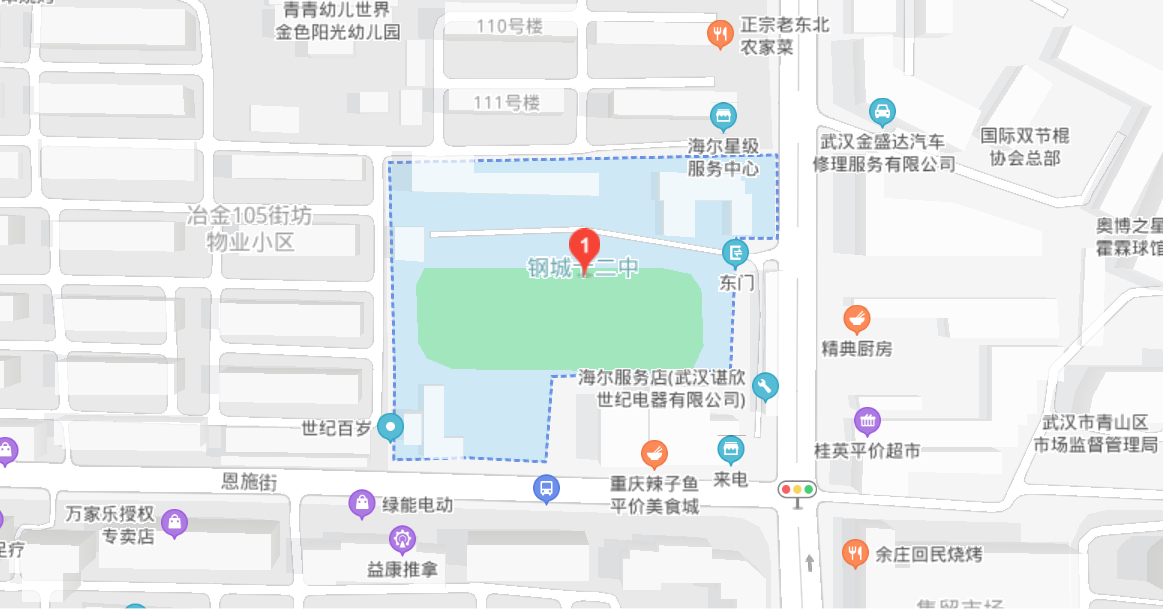 青青幼儿世界
金色阳光幼儿园
110号楼
正宗老东北
农家菜
111号楼
海尔星级
服务中心
武汉金盛达汽车
修理服务有限公司
国际双节棍
协会总部
冶金105街坊
物业小区
奥博之星
霍霖球馆
1
钢城十二中
东门
精典厨房
海尔服务店(武汉谌欣
世纪电器有限公司)
世纪百岁
桂英平价超市
武汉市青山区
市场监督管理局
恩施街
重庆辣子鱼
平价美食城
来电
绿能电动
万家乐授权
专卖店
足疗
益康推拿
余庄回民烧烤
集贸市场